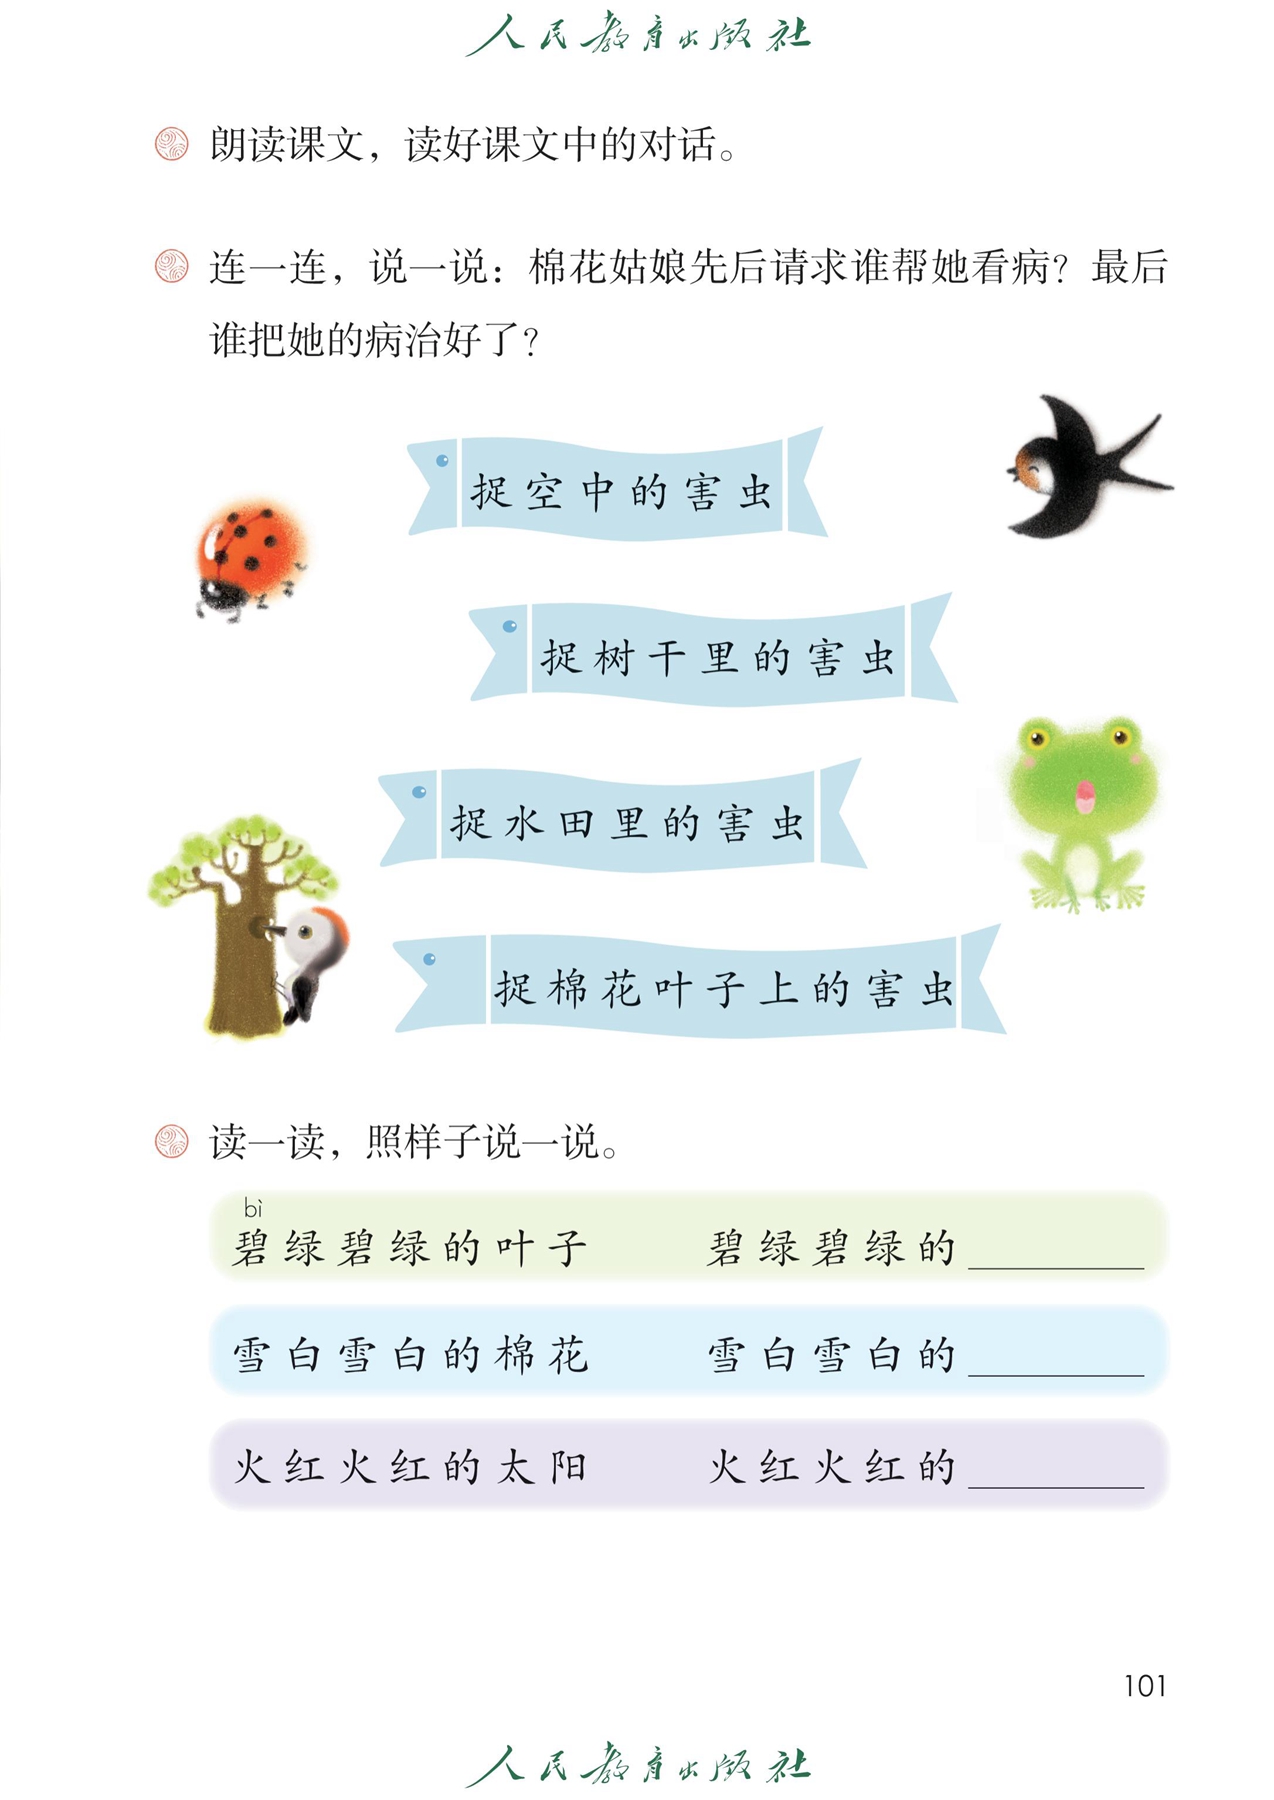 人民教育出版社
朗读课文，读好课文中的对话。
连一连，说一说：棉花姑娘先后请求谁帮她看病？最后
谁把她的病治好了？
捉空中的害虫
捉树干里的害虫
捉水田里的害虫
捉棉花叶子上的害虫
读一读，照样子说一说。
bì
碧绿碧绿的叶子 碧绿碧绿的________
雪白雪白的棉花 雪白雪白的________
火红火红的太阳 火红火红的________
101
人民教育出版社